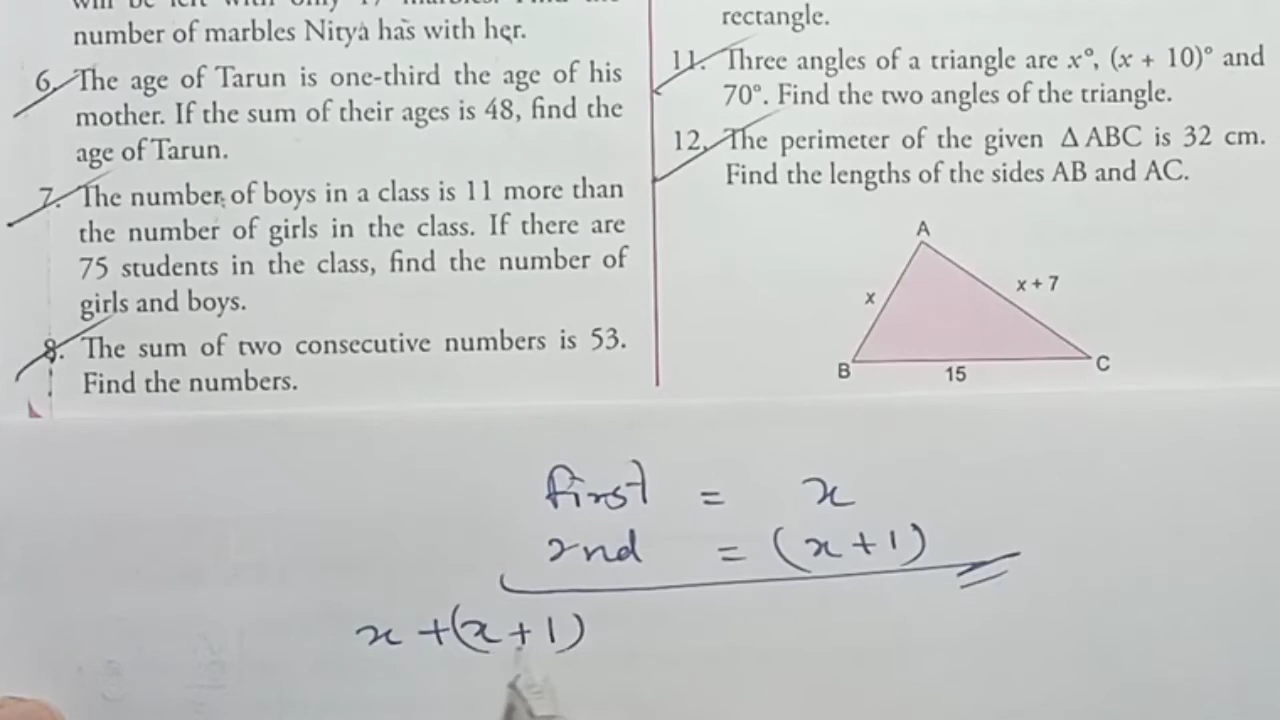 number of marbles Nitya has with her.
6. The age of Tarun is one-third the age of his
mother. If the sum of their ages is 48, find the
age of Tarun.
7. The number of boys in a class is 11 more than
the number of girls in the class. If there are
75 students in the class, find the number of
girls and boys.
8. The sum of two consecutive numbers is 53.
Find the numbers.
rectangle.
11. Three angles of a triangle are x°, (x + 10)° and
70°. Find the two angles of the triangle.
12. The perimeter of the given Δ ABC is 32 cm.
Find the lengths of the sides AB and AC.
A
x
x + 7
B
15
C
first = x
2nd = (x+1)
x+(x+1)